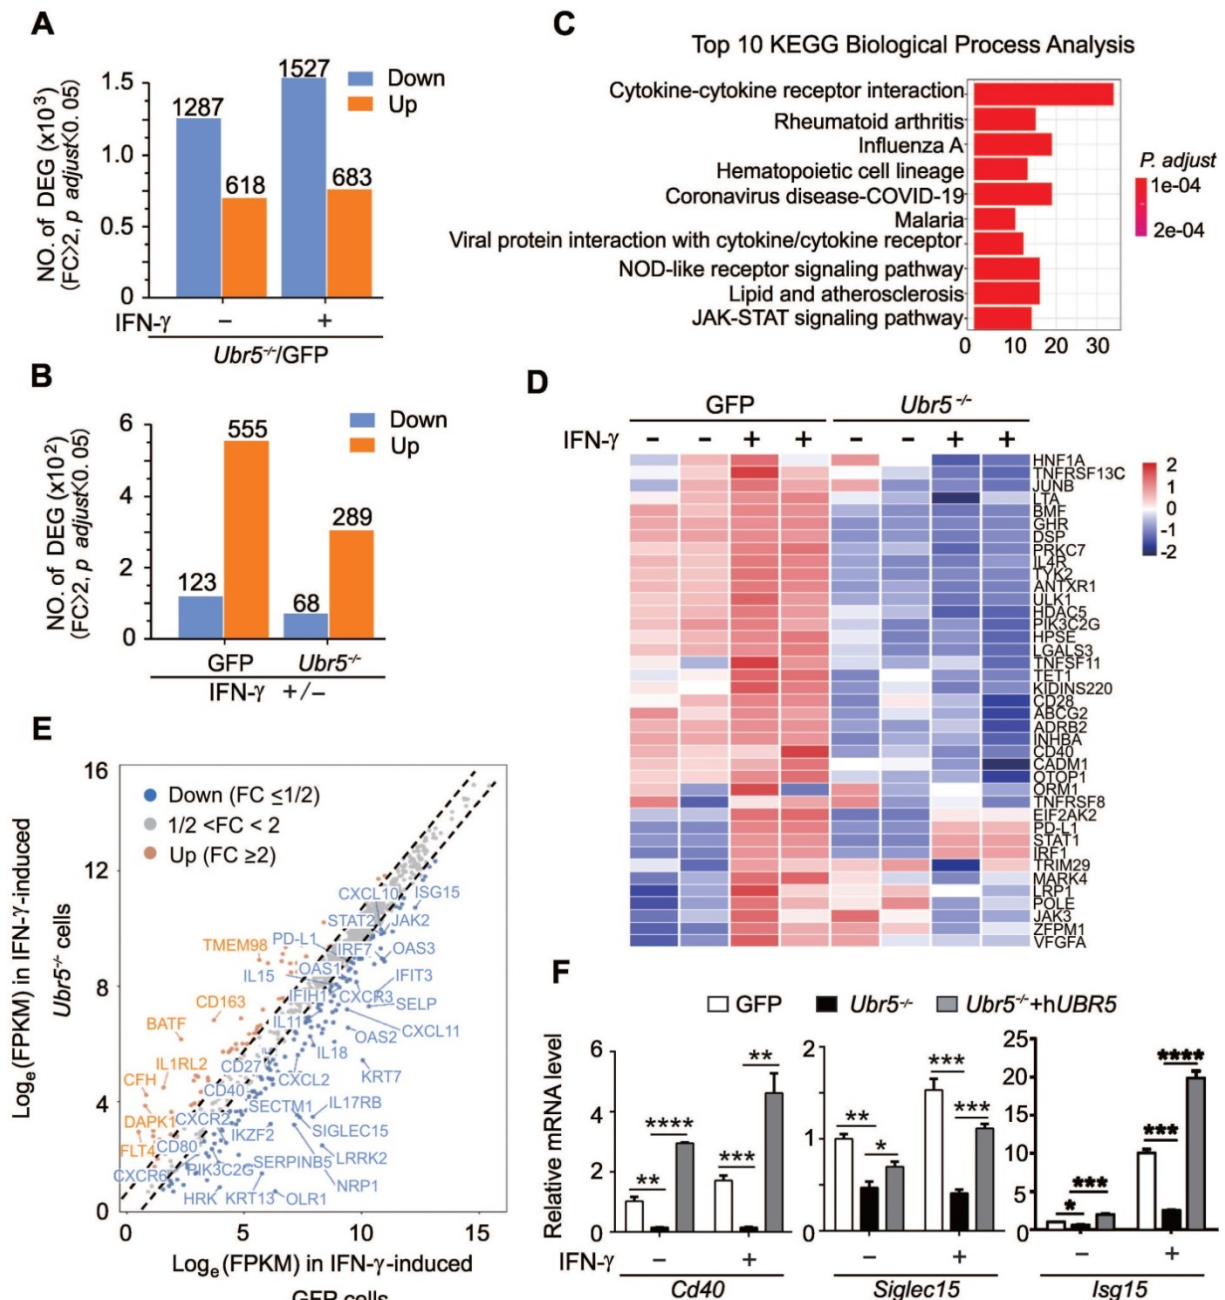 A
NO. of DEG (x10³)
(FC>2, p adjust<0. 05)
1.5
1.0
0.5
0
1287
618
1527
683
Down
Up
IFN-γ
−
+
Ubr5-/-/GFP
B
NO. of DEG (x10²)
(FC>2, p adjust<0. 05)
6
4
2
0
123
555
68
289
Down
Up
GFP
Ubr5-/-
IFN-γ +/−
C
Top 10 KEGG Biological Process Analysis
Cytokine-cytokine receptor interaction
Rheumatoid arthritis
Influenza A
Hematopoietic cell lineage
Coronavirus disease-COVID-19
Malaria
Viral protein interaction with cytokine/cytokine receptor
NOD-like receptor signaling pathway
Lipid and atherosclerosis
JAK-STAT signaling pathway
0 10 20 30
P. adjust
1e-04
2e-04
D
GFP Ubr5-/-
IFN-γ − − + + − − + +
HNF1A
TNFRSF13C
JUNB
LTA
BMF
GHR
DSP
PRKC7
IL4R
TYK2
ANTXR1
ULK1
HDAC5
PIK3C2G
HPSE
LGALS3
TNFSF11
TET1
KIDINS220
CD28
ABCG2
ADRB2
INHBA
CD40
CADM1
OTOP1
ORM1
TNFRSF8
EIF2AK2
PD-L1
STAT1
IRF1
TRIM29
MARK4
LRP1
POLE
JAK3
ZFPM1
VFGFA
2
1
0
-1
-2
E
Loge (FPKM) in IFN-γ-induced
Ubr5-/- cells
16
12
8
4
0
Down (FC ≤1/2)
1/2 <FC < 2
Up (FC ≥2)
CXCL10
ISG15
STAT2
JAK2
TMEM98
PD-L1
IRF7
OAS3
IL15
OAS1
IFIT3
CD163
IFIH1
CXCR3
SELP
BATF
IL11
CXCL11
OAS2
IL1RL2
CD27
IL18
CFH
CXCL2
KRT7
CD40
DAPK1
CXCR2
SECTM1
IL17RB
FLT4
CD80
IKZF2
SIGLEC15
CXCR6
PIK3C2G
SERPINB5
LRRK2
HRK
KRT13
OLR1
NRP1
0 5 10 15
Loge (FPKM) in IFN-γ-induced
GFP cells
F
GFP
Ubr5-/-
Ubr5-/-+hUBR5
Relative mRNA level
6
4
2
0
**
****
***
**
2
1
0
**
*
***
***
25
20
15
10
5
0
*
***
***
****
IFN-γ
− +
− +
− +
Cd40
Siglec15
Isg15